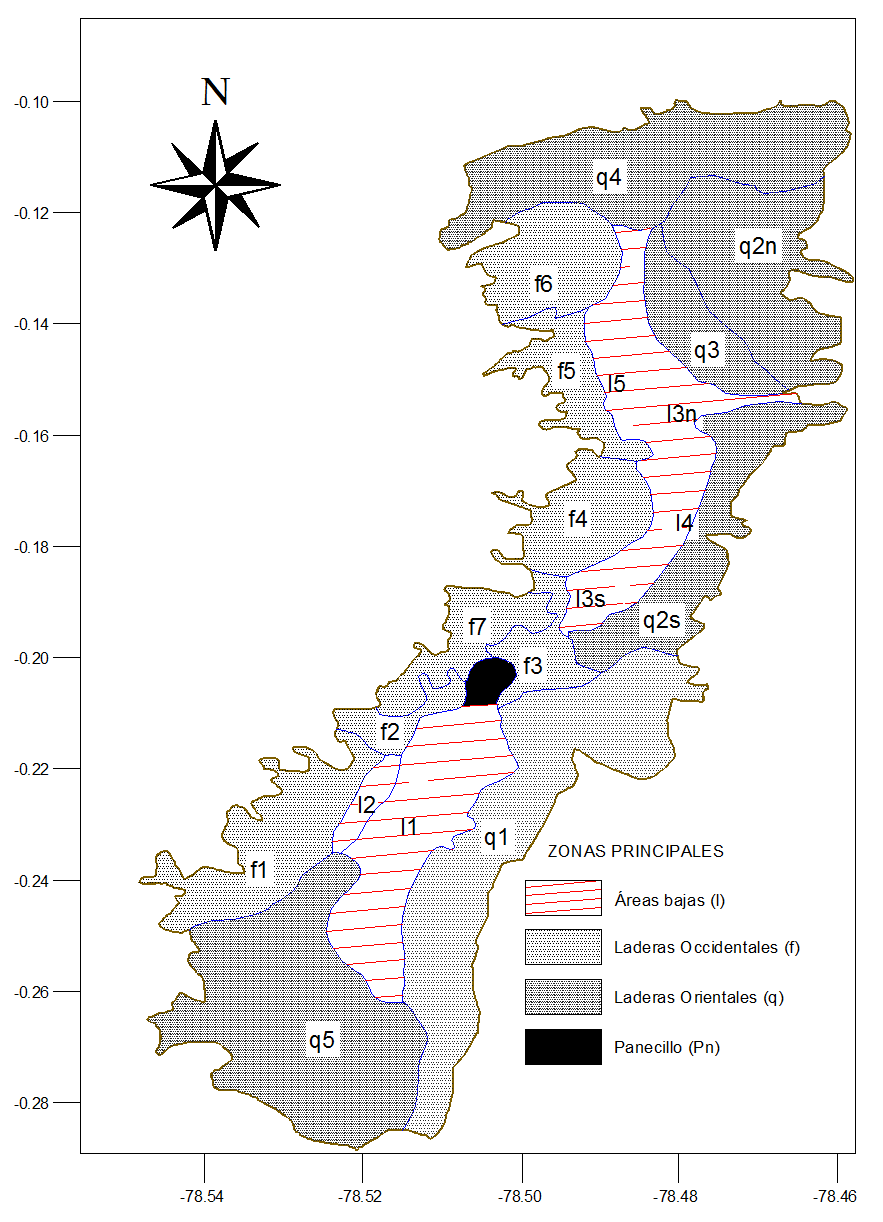 N
-0.10
-0.12
-0.14
-0.16
-0.18
-0.20
-0.22
-0.24
-0.26
-0.28
q4
q2n
f6
q3
f5
l5
l3n
f4
l4
l3s
q2s
f7
f3
f2
l2
l1
q1
f1
q5
ZONAS PRINCIPALES
Áreas bajas (l)
Laderas Occidentales (f)
Laderas Orientales (q)
Panecillo (Pn)
-78.54
-78.52
-78.50
-78.48
-78.46